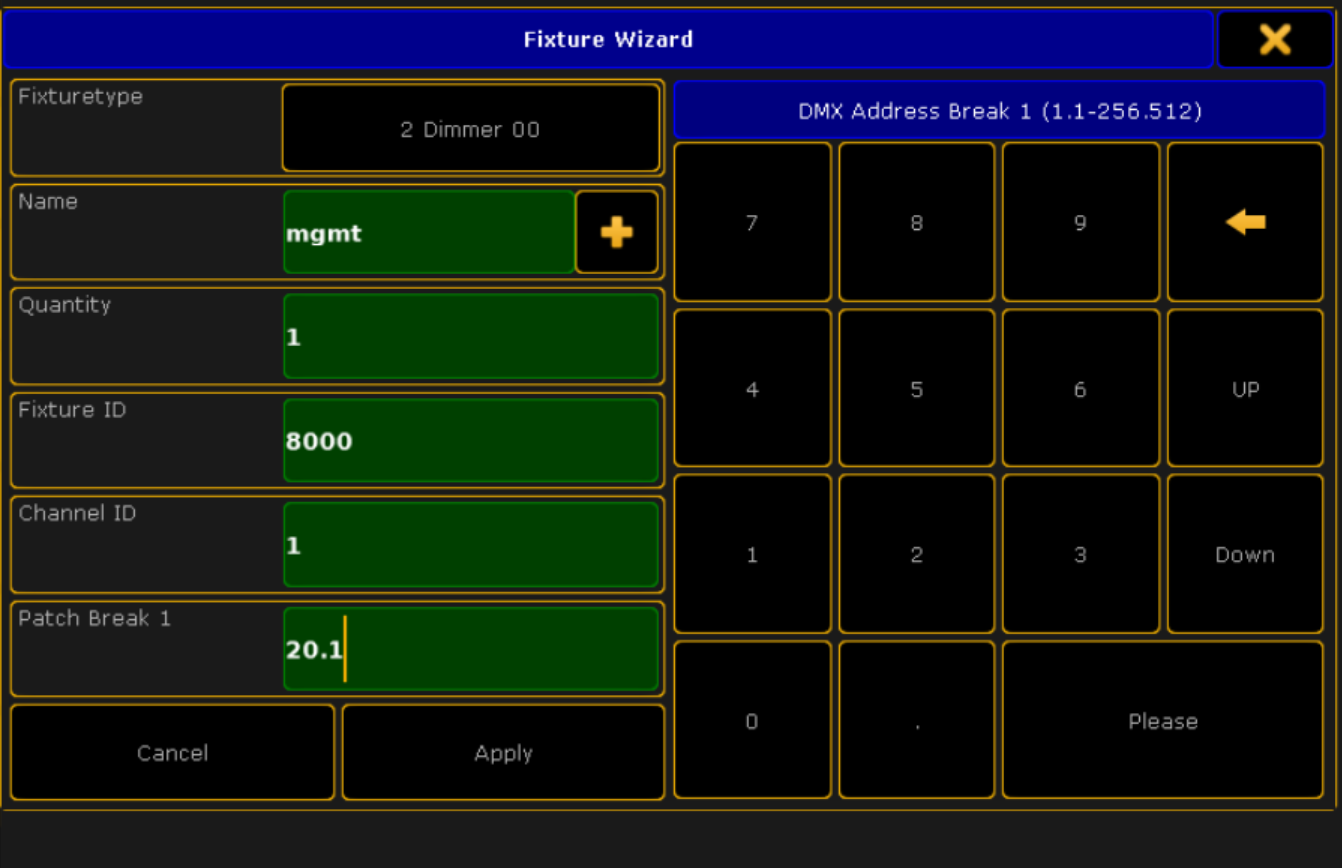 Fixture Wizard
Fixturetype
2 Dimmer 00
Name
mgmt
Quantity
1
Fixture ID
8000
Channel ID
1
Patch Break 1
20.1
Cancel
Apply
DMX Address Break 1 (1.1-256.512)
7 8 9
4 5 6 UP
1 2 3 Down
0 . Please